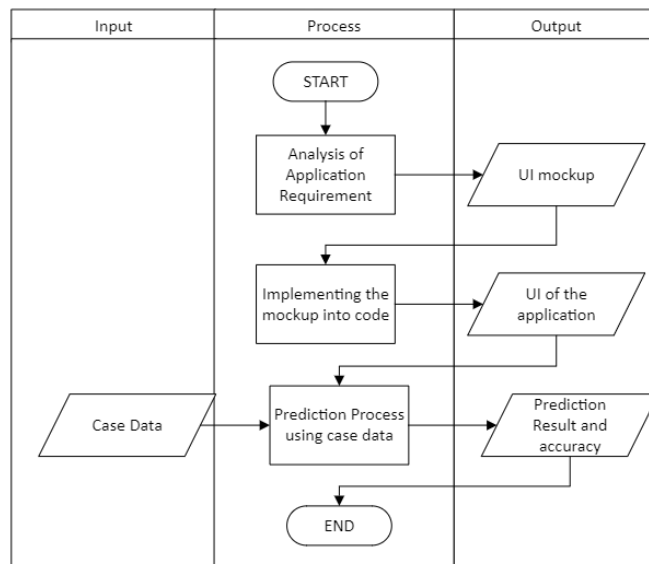 Input
Process
Output
START
Analysis of
Application
Requirement
UI mockup
Implementing the
mockup into code
UI of the
application
Case Data
Prediction Process
using case data
Prediction
Result and
accuracy
END